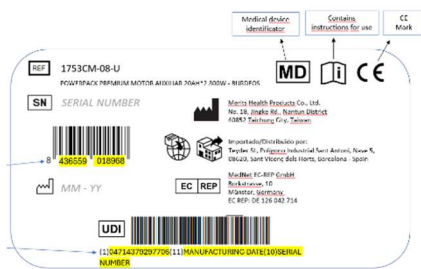 Medical device identificator
Contains instructions for use
CE Mark
REF 1753CM-08-U
POWERPACK PREMIUM MOTOR AUXILIAR 20AH*2.300W - BURDEOS
SN SERIAL NUMBER
MD
CE
Merits Health Products Co., Ltd.
No. 18, Jingke Rd., Nantun District
40852 Taichung City, Taiwan
8 436559 018968
Importado/Distribuido por:
Teyder SL, Polígono Industrial Sant Antoni, Nave 5,
08620, Sant Vicenç dels Horts, Barcelona - Spain
MM - YY
EC REP
MedNet EC-REP GmbH
Borkstrasse, 10
Münster, Germany
EC REP: DE 126 042 714
UDI
(1)04714379297706(11)MANUFACTURING DATE(10)SERIAL
NUMBER